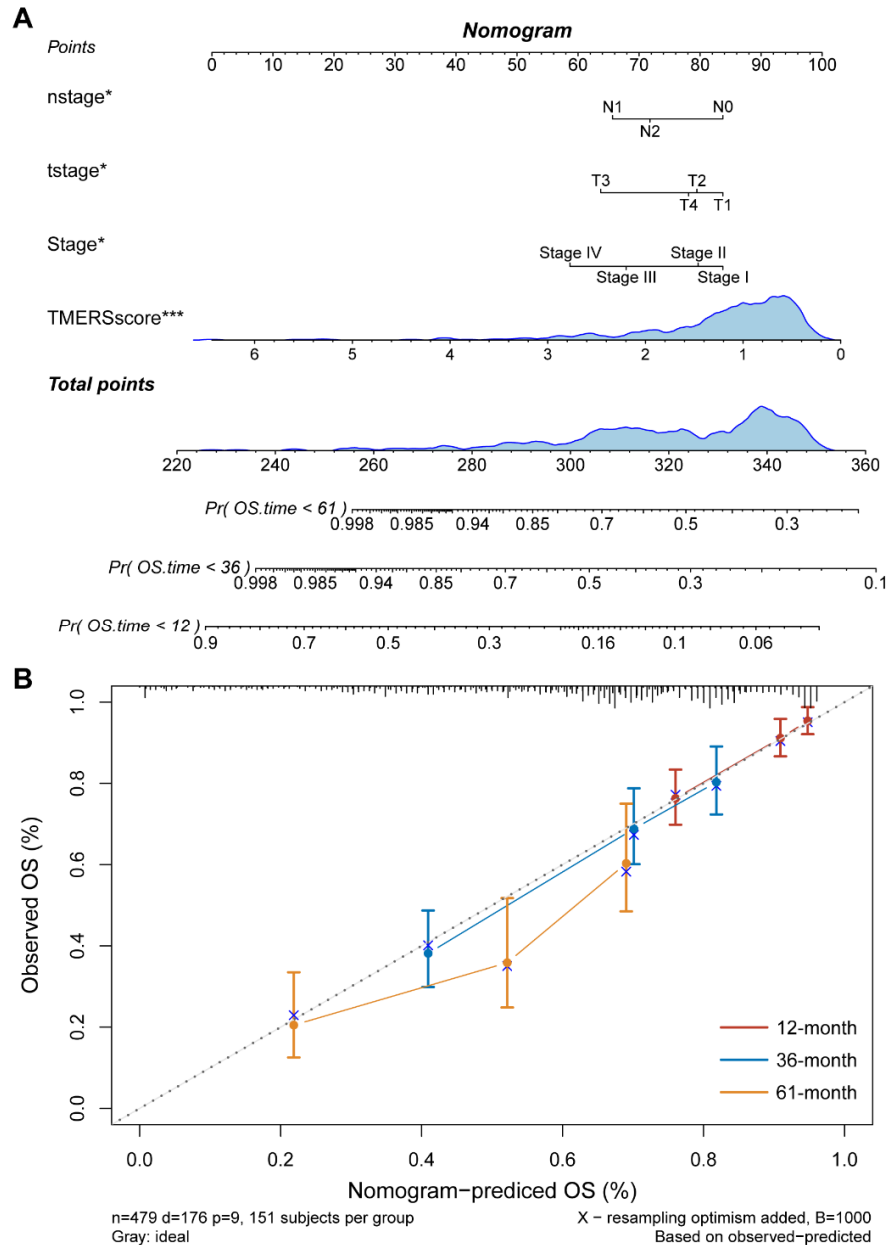 A
Nomogram
Points
0 10 20 30 40 50 60 70 80 90 100
nstage*
N1 N0
N2
tstage*
T3 T2
T4 T1
Stage*
Stage IV Stage II
Stage III Stage I
TMERSscore***
6 5 4 3 2 1 0
Total points
220 240 260 280 300 320 340 360
Pr( OS.time < 61 )
0.998 0.985 0.94 0.85 0.7 0.5 0.3
Pr( OS.time < 36 )
0.998 0.985 0.94 0.85 0.7 0.5 0.3 0.1
Pr( OS.time < 12 )
0.9 0.7 0.5 0.3 0.16 0.1 0.06
B
Observed OS (%)
1.0
0.8
0.6
0.4
0.2
0.0
12-month
36-month
61-month
0.0 0.2 0.4 0.6 0.8 1.0
Nomogram−prediced OS (%)
n=479 d=176 p=9, 151 subjects per group
Gray: ideal
X − resampling optimism added, B=1000
Based on observed−predicted